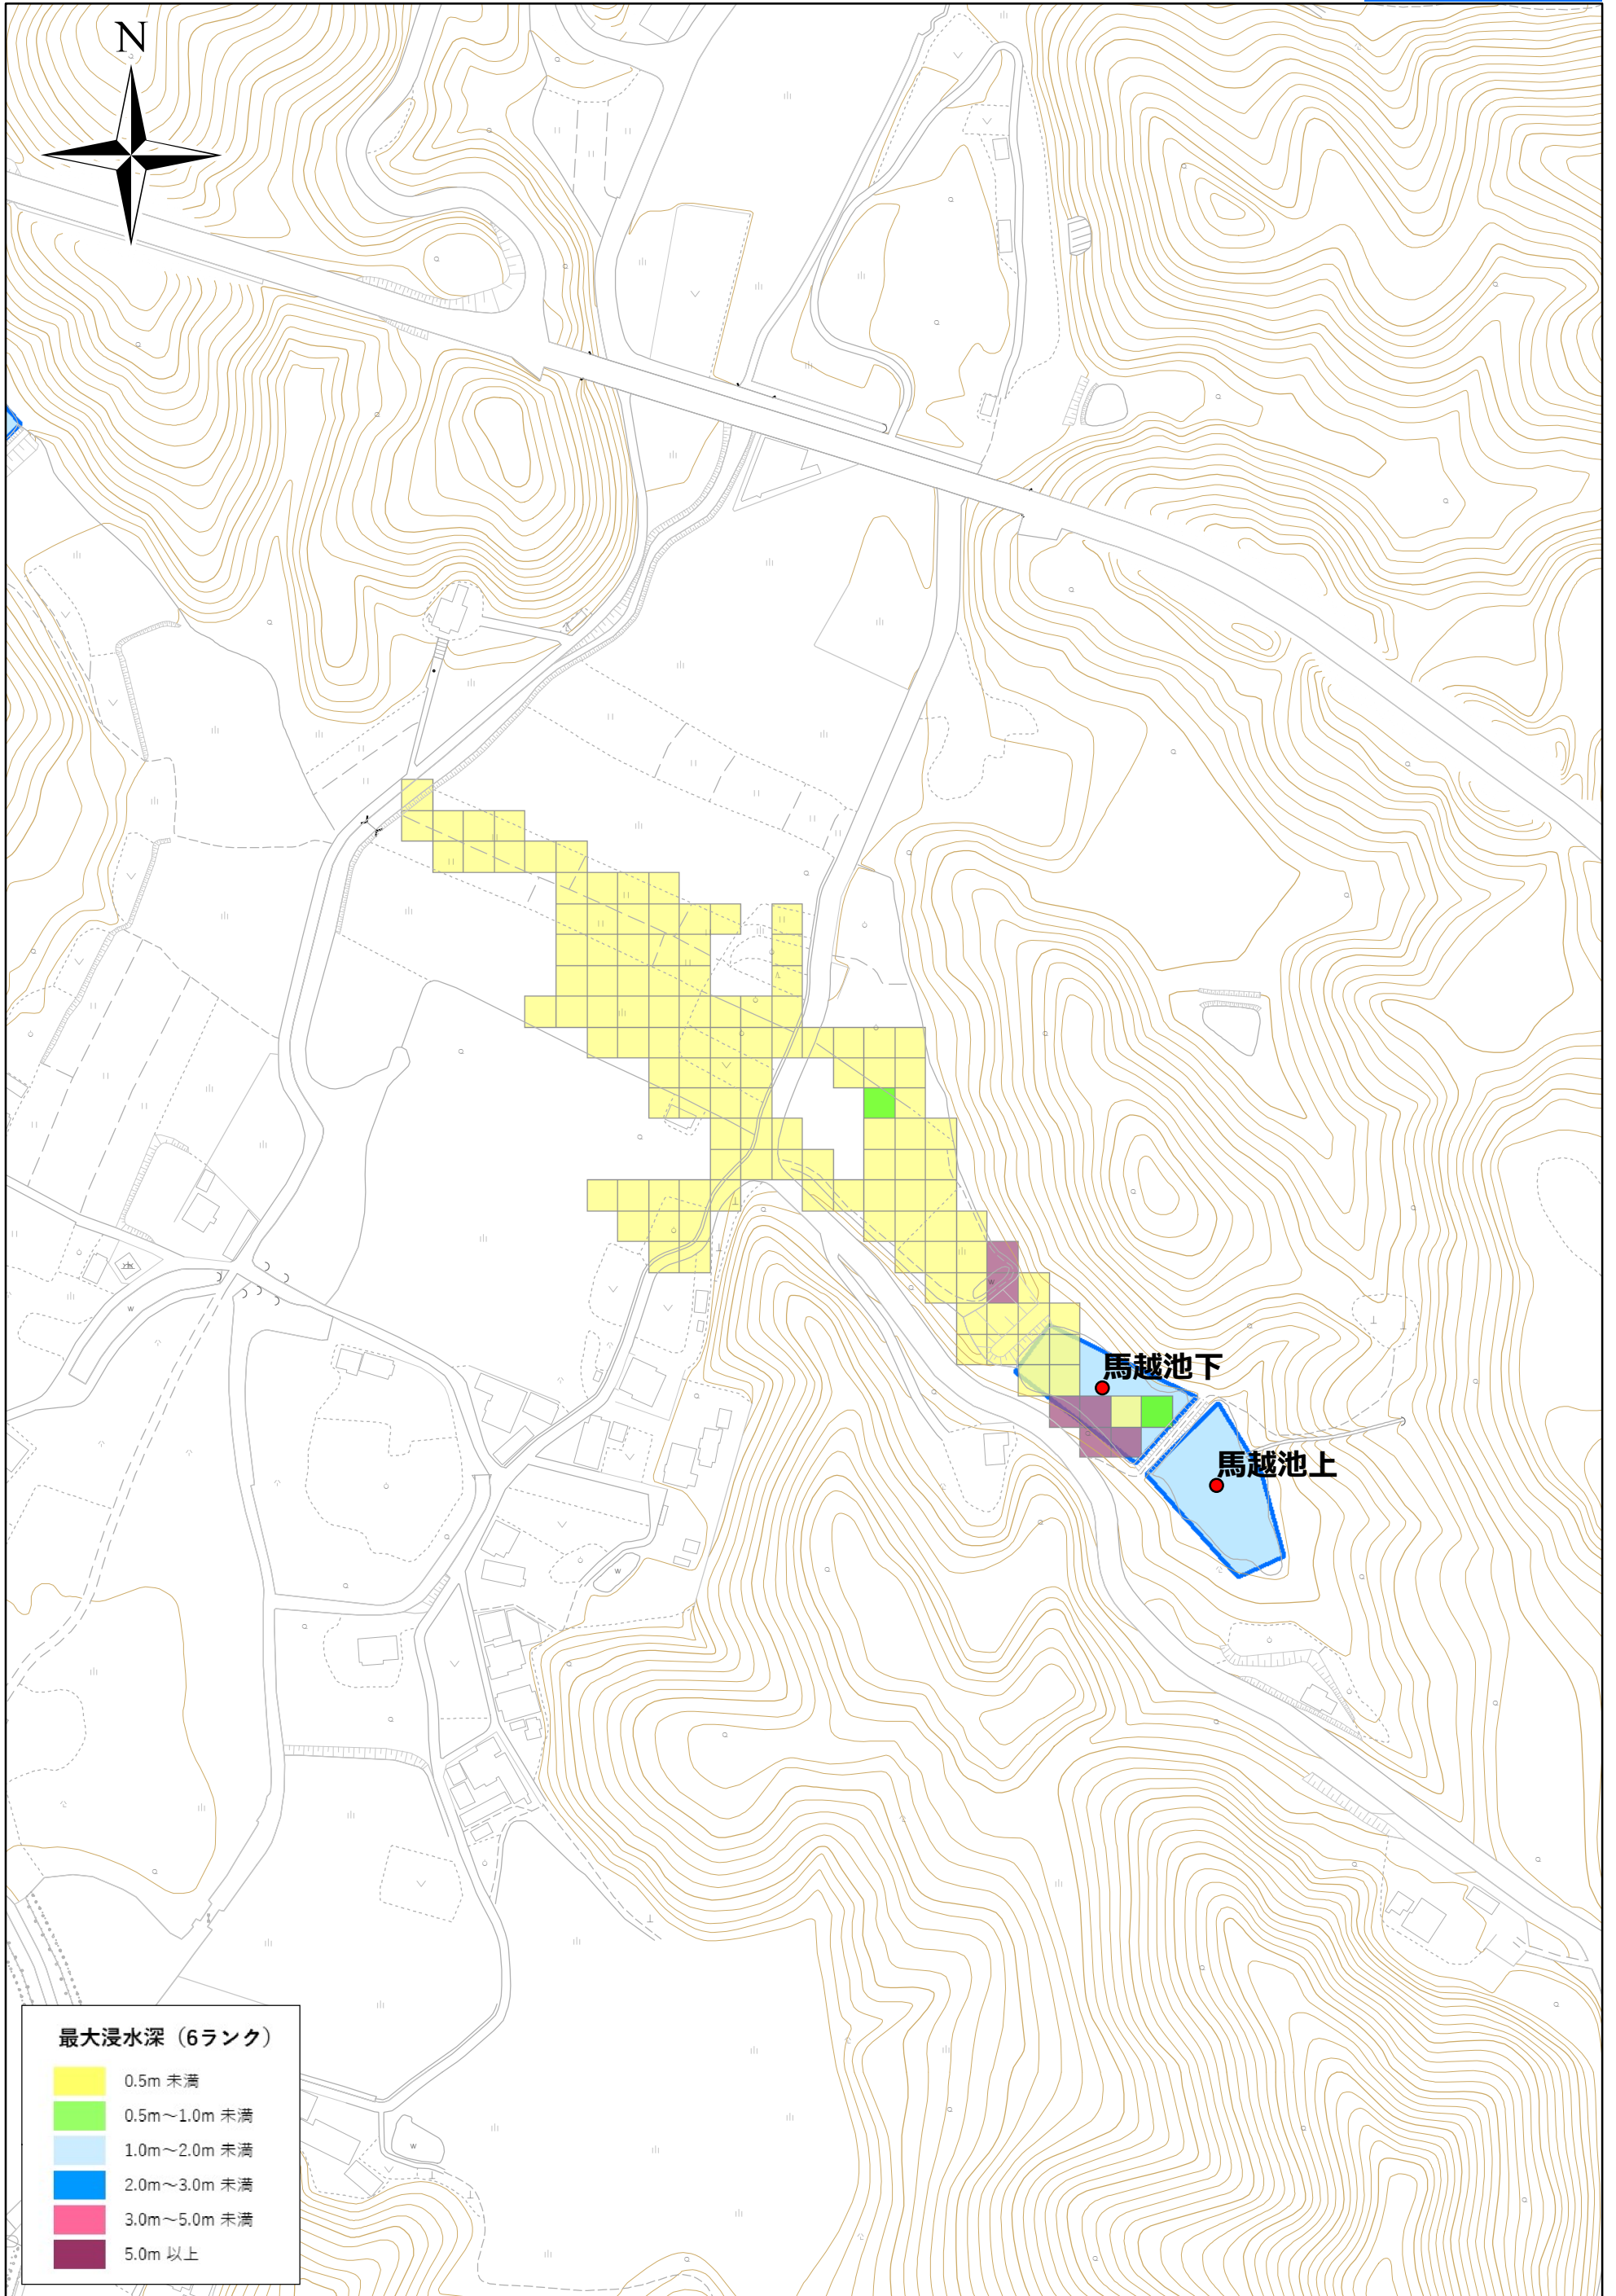 N
馬越池下
馬越池上
最大浸水深（6ランク）
0.5m 未満
0.5m～1.0m 未満
1.0m～2.0m 未満
2.0m～3.0m 未満
3.0m～5.0m 未満
5.0m 以上